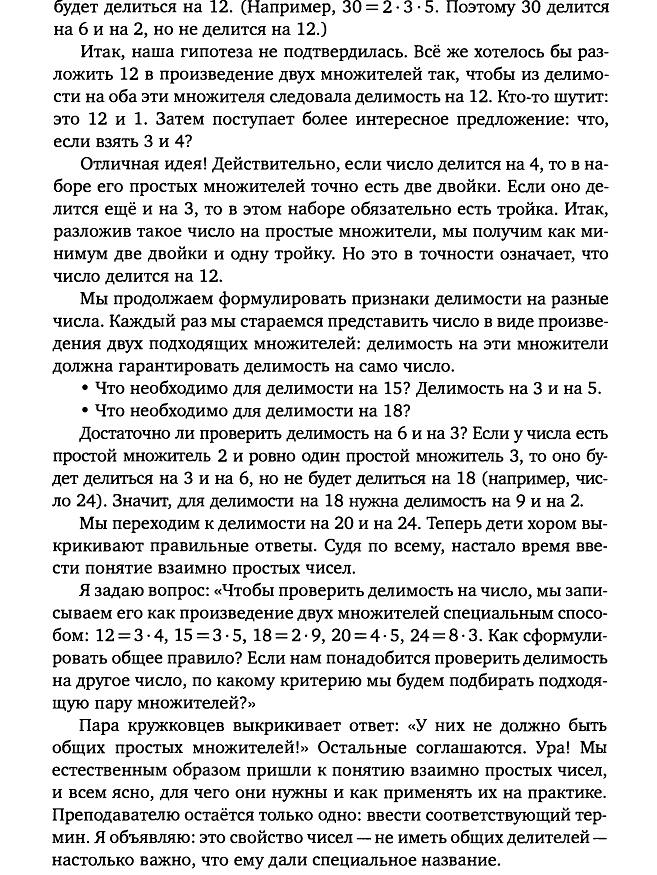 будет делиться на 12. (Например, 30 = 2 · 3 · 5. Поэтому 30 делится
на 6 и на 2, но не делится на 12.)
Итак, наша гипотеза не подтвердилась. Всё же хотелось бы раз-
ложить 12 в произведение двух множителей так, чтобы из делимо-
сти на оба эти множителя следовала делимость на 12. Кто-то шутит:
это 12 и 1. Затем поступает более интересное предложение: что,
если взять 3 и 4?
Отличная идея! Действительно, если число делится на 4, то в на-
боре его простых множителей точно есть две двойки. Если оно де-
лится ещё и на 3, то в этом наборе обязательно есть тройка. Итак,
разложив такое число на простые множители, мы получим как ми-
нимум две двойки и одну тройку. Но это в точности означает, что
число делится на 12.
Мы продолжаем формулировать признаки делимости на разные
числа. Каждый раз мы стараемся представить число в виде произве-
дения двух подходящих множителей: делимость на эти множители
должна гарантировать делимость на само число.
• Что необходимо для делимости на 15? Делимость на 3 и на 5.
• Что необходимо для делимости на 18?
Достаточно ли проверить делимость на 6 и на 3? Если у числа есть
простой множитель 2 и ровно один простой множитель 3, то оно бу-
дет делиться на 3 и на 6, но не будет делиться на 18 (например, чис-
ло 24). Значит, для делимости на 18 нужна делимость на 9 и на 2.
Мы переходим к делимости на 20 и на 24. Теперь дети хором вы-
крикивают правильные ответы. Судя по всему, настало время вве-
сти понятие взаимно простых чисел.
Я задаю вопрос: «Чтобы проверить делимость на число, мы запи-
сываем его как произведение двух множителей специальным спосо-
бом: 12 = 3 · 4, 15 = 3 · 5, 18 = 2 · 9, 20 = 4 · 5, 24 = 8 · 3. Как сформули-
ровать общее правило? Если нам понадобится проверить делимость
на другое число, по какому критерию мы будем подбирать подходя-
щую пару множителей?»
Пара кружковцев выкрикивает ответ: «У них не должно быть
общих простых множителей!» Остальные соглашаются. Ура! Мы
естественным образом пришли к понятию взаимно простых чисел,
и всем ясно, для чего они нужны и как применять их на практике.
Преподавателю остаётся только одно: ввести соответствующий тер-
мин. Я объявляю: это свойство чисел — не иметь общих делителей —
настолько важно, что ему дали специальное название.